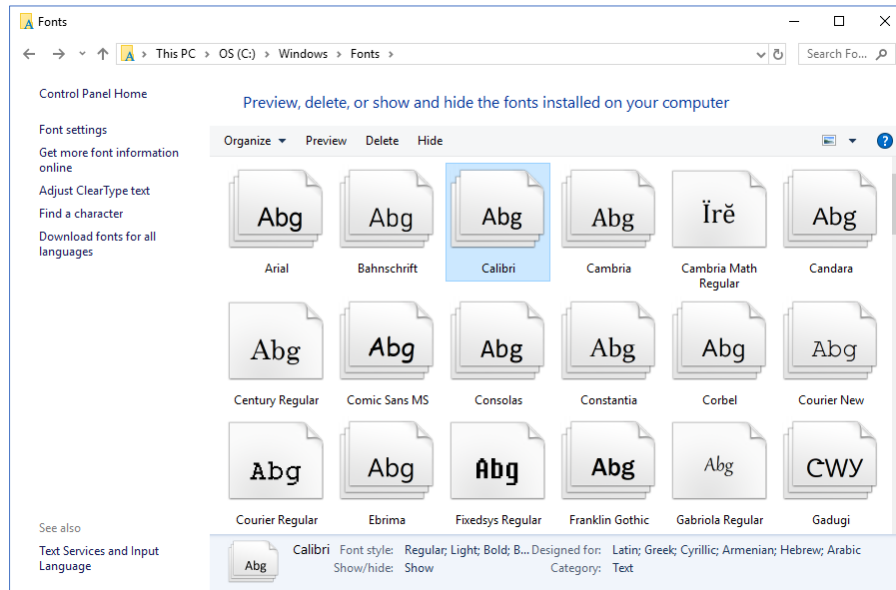 Fonts
This PC > OS (C:) > Windows > Fonts >
Search Fo...
Control Panel Home
Font settings
Get more font information
online
Adjust ClearType text
Find a character
Download fonts for all
languages
See also
Text Services and Input
Language
Preview, delete, or show and hide the fonts installed on your computer
Organize Preview Delete Hide
Abg Abg Abg Abg Ïrĕ Abg
Arial Bahnschrift Calibri Cambria Cambria Math Candara
Regular
Abg Abg Abg Abg Abg Abg
Century Regular Comic Sans MS Consolas Constantia Corbel Courier New
Abg Abg Abg Abg Abg ᏣᎳᎩ
Courier Regular Ebrima Fixedsys Regular Franklin Gothic Gabriola Regular Gadugi
Abg Calibri Font style: Regular; Light; Bold; B... Designed for: Latin; Greek; Cyrillic; Armenian; Hebrew; Arabic
Show/hide: Show Category: Text